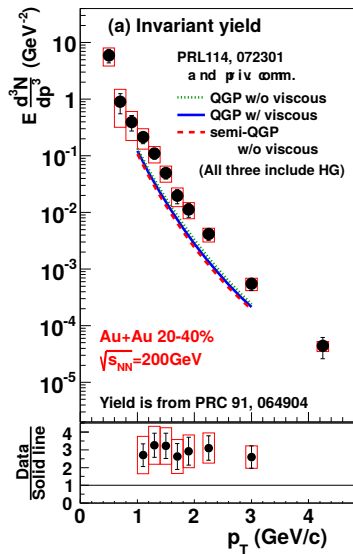 (a) Invariant yield
E d³N/dp³ (GeV⁻²)
PRL114, 072301
and priv. comm.
QGP w/o viscous
QGP w/ viscous
semi-QGP
w/o viscous
(All three include HG)
10
1
10⁻¹
10⁻²
10⁻³
10⁻⁴
10⁻⁵
Au+Au 20-40%
√sNN=200GeV
Yield is from PRC 91, 064904
Data
Solid line
4
3
2
1
0
0 1 2 3 4
pT (GeV/c)